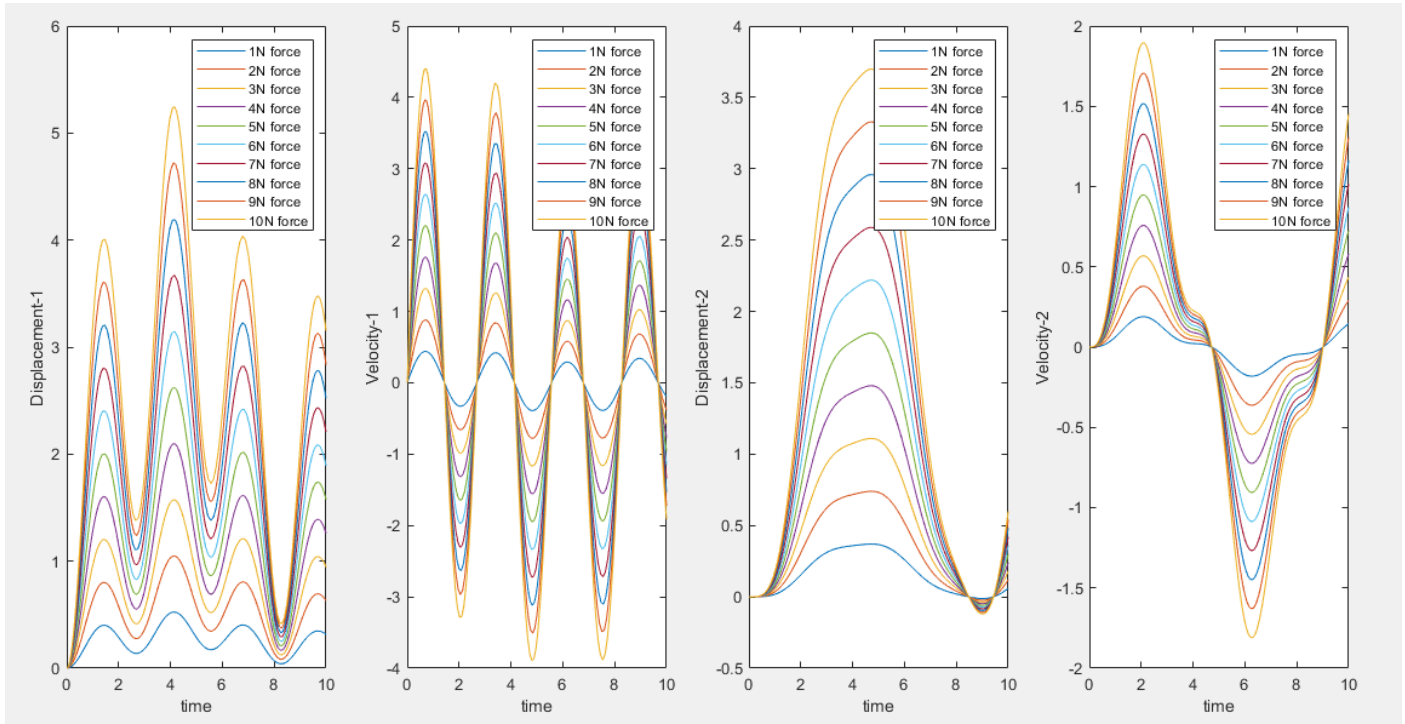 6
5
4
3
2
1
0
Displacement-1
0 2 4 6 8 10
time
1N force
2N force
3N force
4N force
5N force
6N force
7N force
8N force
9N force
10N force
5
4
3
2
1
0
-1
-2
-3
-4
Velocity-1
0 2 4 6 8 10
time
1N force
2N force
3N force
4N force
5N force
6N force
7N force
8N force
9N force
10N force
4
3.5
3
2.5
2
1.5
1
0.5
0
-0.5
Displacement-2
0 2 4 6 8 10
time
1N force
2N force
3N force
4N force
5N force
6N force
7N force
8N force
9N force
10N force
2
1.5
1
0.5
0
-0.5
-1
-1.5
-2
Velocity-2
0 2 4 6 8 10
time
1N force
2N force
3N force
4N force
5N force
6N force
7N force
8N force
9N force
10N force